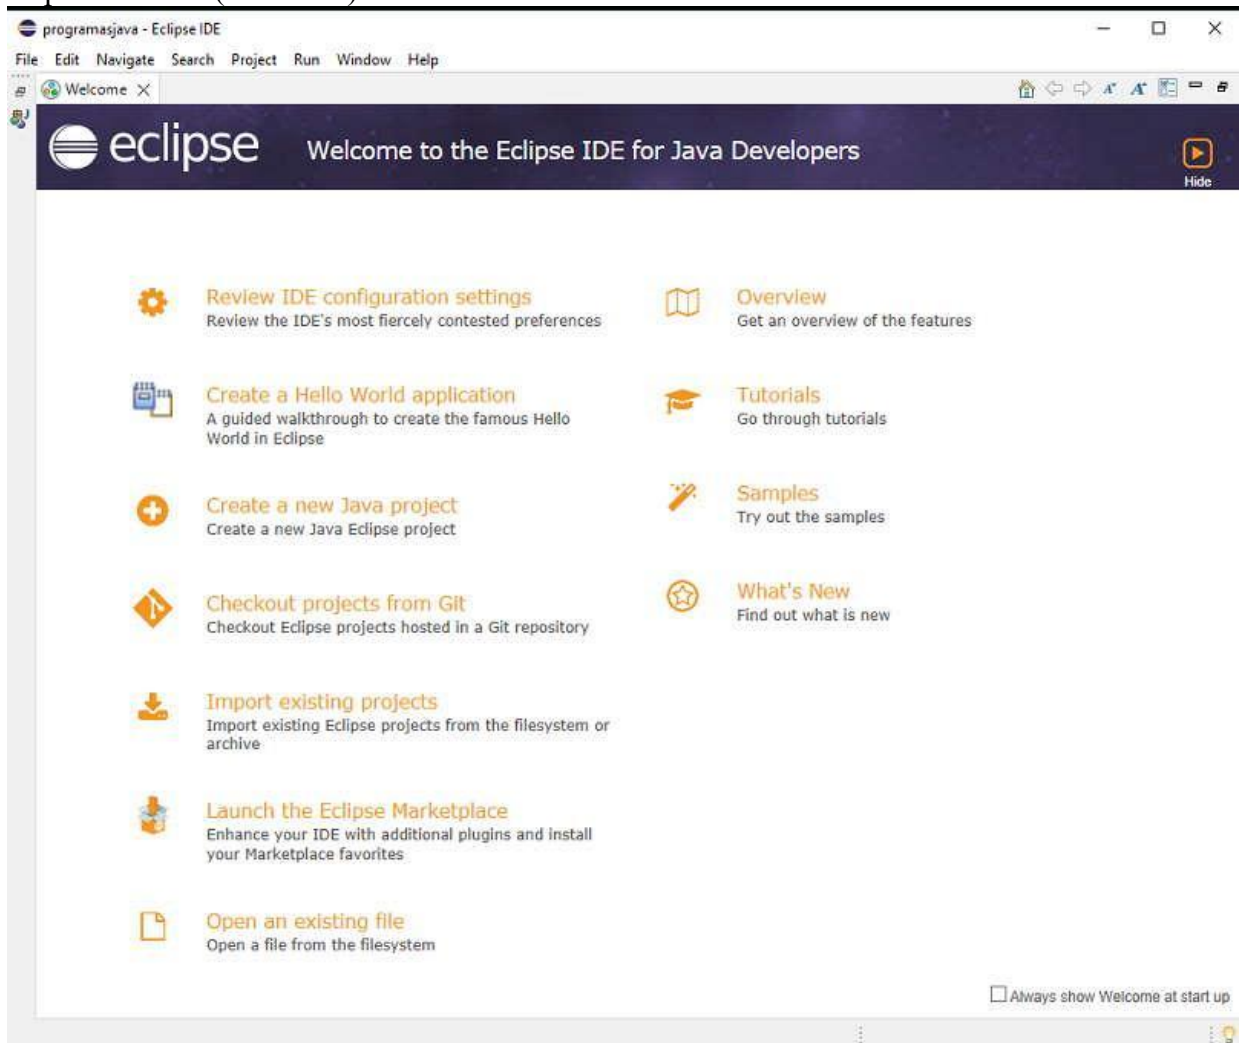 programasjava - Eclipse IDE
File Edit Navigate Search Project Run Window Help
Welcome
eclipse Welcome to the Eclipse IDE for Java Developers
Hide
Review IDE configuration settings
Review the IDE's most fiercely contested preferences
Create a Hello World application
A guided walkthrough to create the famous Hello
World in Eclipse
Create a new Java project
Create a new Java Eclipse project
Checkout projects from Git
Checkout Eclipse projects hosted in a Git repository
Import existing projects
Import existing Eclipse projects from the filesystem or
archive
Launch the Eclipse Marketplace
Enhance your IDE with additional plugins and install
your Marketplace favorites
Open an existing file
Open a file from the filesystem
Overview
Get an overview of the features
Tutorials
Go through tutorials
Samples
Try out the samples
What's New
Find out what is new
Always show Welcome at start up